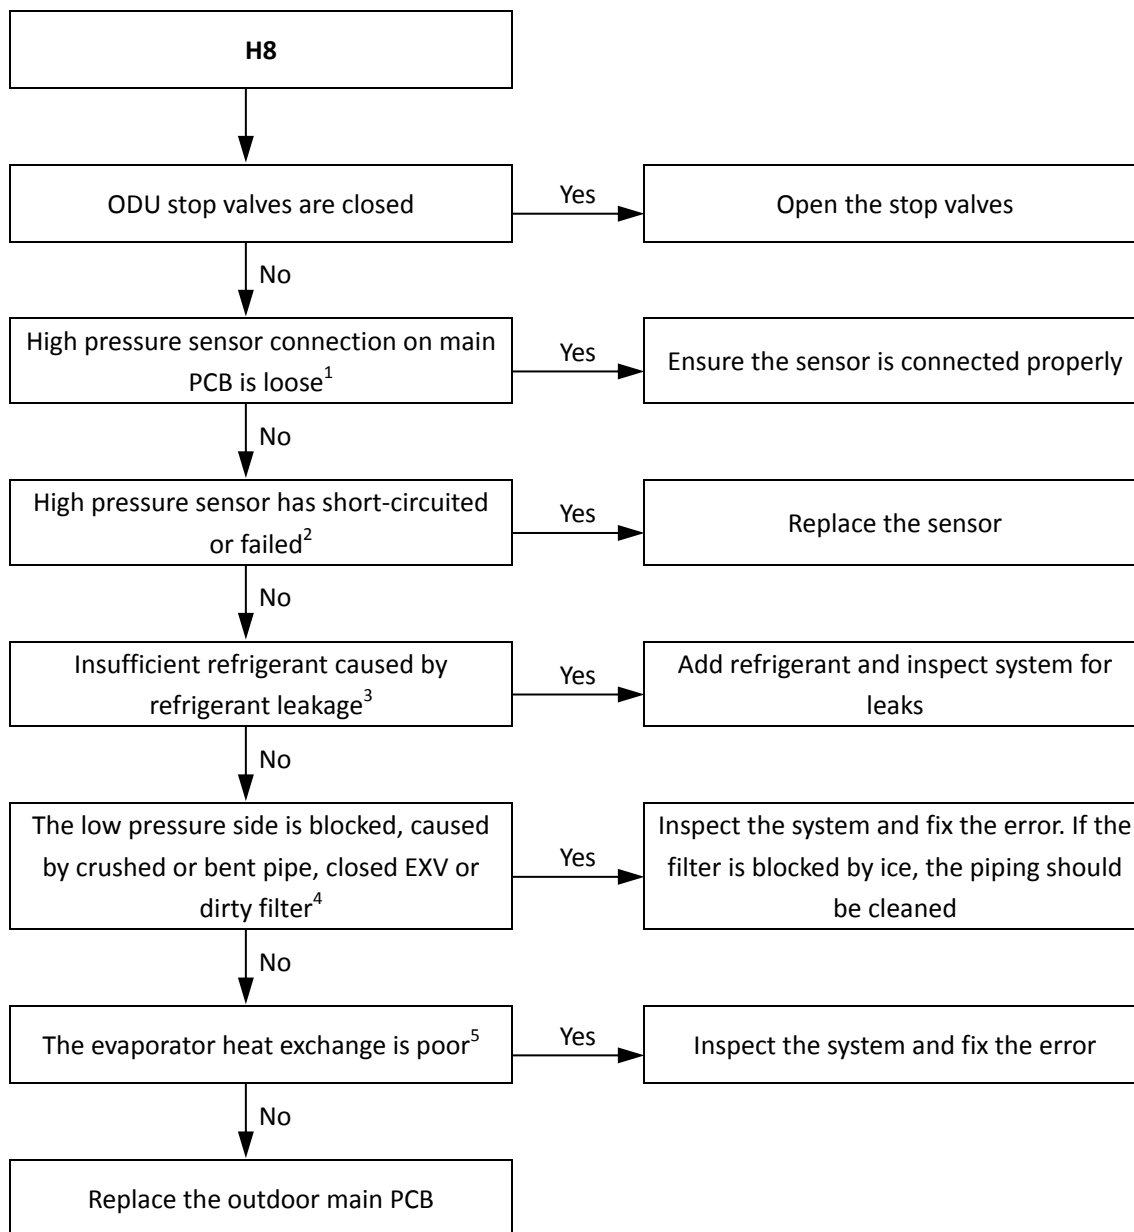 H8
ODU stop valves are closed
Yes
Open the stop valves
No
High pressure sensor connection on main
PCB is loose1
Yes
Ensure the sensor is connected properly
No
High pressure sensor has short-circuited
or failed2
Yes
Replace the sensor
No
Insufficient refrigerant caused by
refrigerant leakage3
Yes
Add refrigerant and inspect system for
leaks
No
The low pressure side is blocked, caused
by crushed or bent pipe, closed EXV or
dirty filter4
Yes
Inspect the system and fix the error. If the
filter is blocked by ice, the piping should
be cleaned
No
The evaporator heat exchange is poor5
Yes
Inspect the system and fix the error
No
Replace the outdoor main PCB